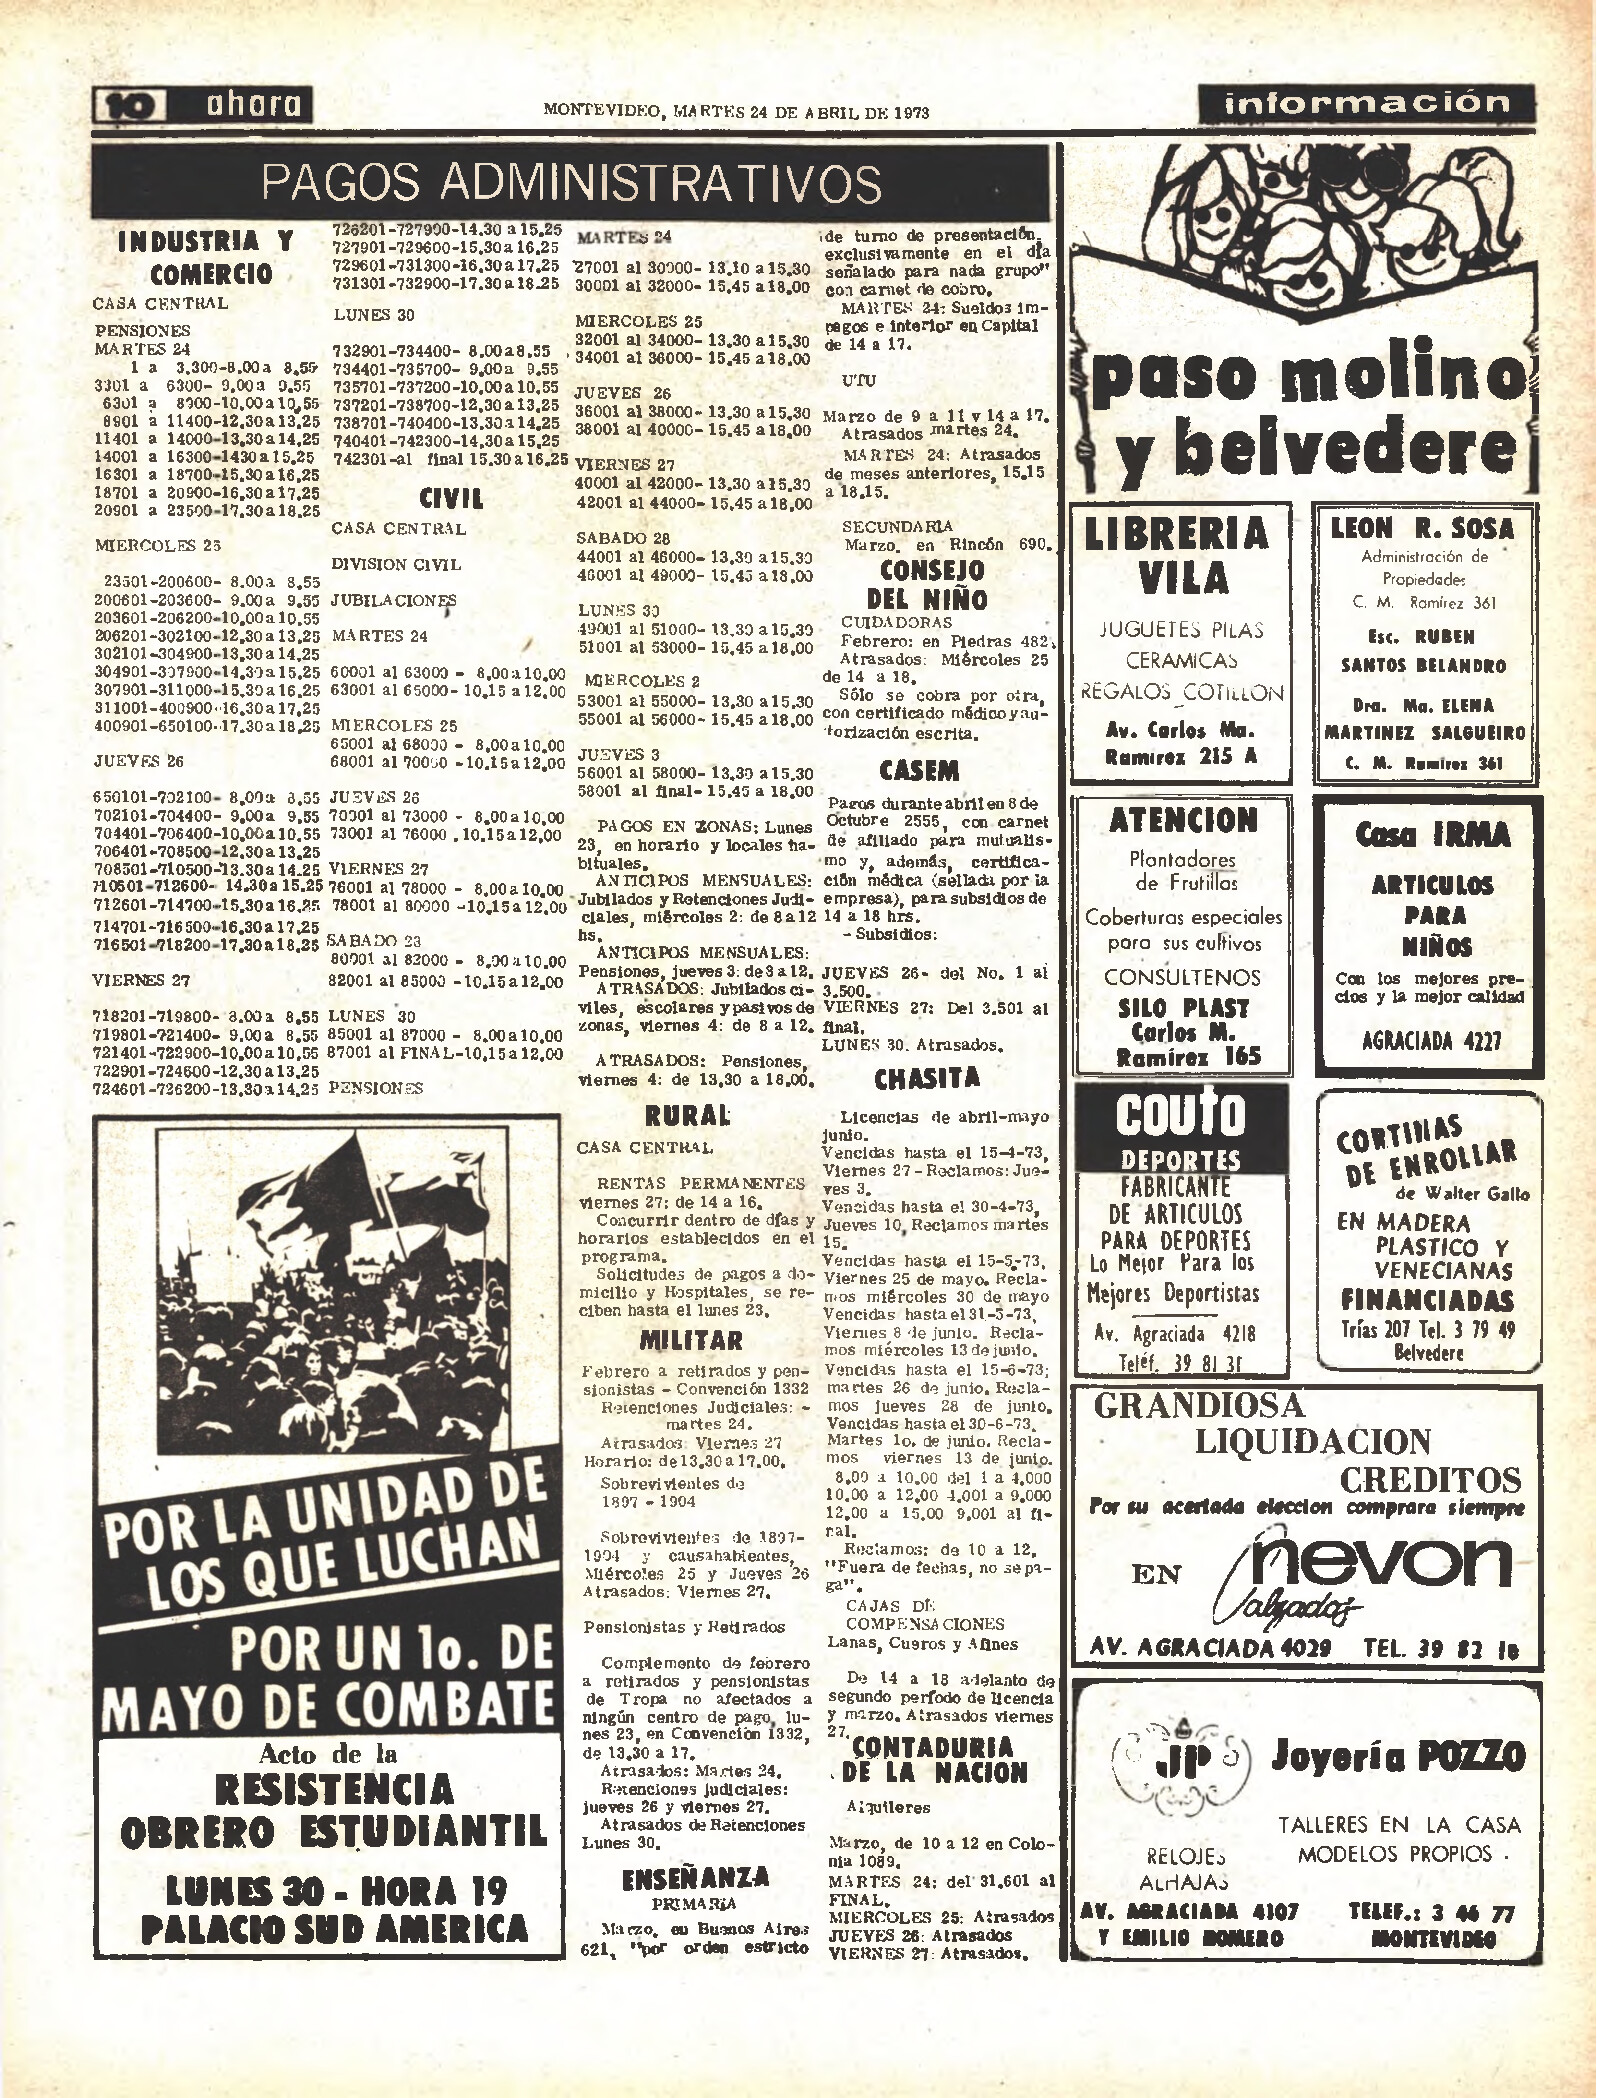 10 ahora
MONTEVIDEO, MARTES 24 DE ABRIL DE 1973
información
PAGOS ADMINISTRATIVOS
INDUSTRIA Y
COMERCIO
CASA CENTRAL
PENSIONES
MARTES 24
1 a 3.300-8.00 a 8.55
3301 a 6300- 9.00 a 9.55
6301 a 8900-10.00 a 10.55
8901 a 11400-12.30 a 13.25
11401 a 14000-13.30 a 14.25
14001 a 16300-1430 a 15.25
16301 a 18700-15.30 a 16.25
18701 a 20900-16.30 a 17.25
20901 a 23500-17.30 a 18.25
MIERCOLES 25
23501-200600- 8.00 a 8.55
200601-203600- 9.00 a 9.55
203601-206200-10.00 a 10.55
206201-302100-12.30 a 13.25
302101-304900-13.30 a 14.25
304901-307900-14.30 a 15.25
307901-311000-15.30 a 16.25
311001-400900-16.30 a 17.25
400901-650100-17.30 a 18.25
JUEVES 26
650101-702100- 8.00 a 8.55
702101-704400- 9.00 a 9.55
704401-706400-10.00 a 10.55
706401-708500-12.30 a 13.25
708501-710500-13.30 a 14.25
710501-712600- 14.30 a 15.25
712601-714700-15.30 a 16.25
714701-716500-16.30 a 17.25
716501-718200-17.30 a 18.25
VIERNES 27
718201-719800- 8.00 a 8.55
719801-721400- 9.00 a 8.55
721401-722900-10.00 a 10.55
722901-724600-12.30 a 13.25
724601-726200-13.30 a 14.25
726201-727900-14.30 a 15.25
727901-729600-15.30 a 16.25
729601-731300-16.30 a 17.25
731301-732900-17.30 a 18.25
LUNES 30
732901-734400- 8.00 a 8.55
734401-735700- 9.00 a 9.55
735701-737200-10.00 a 10.55
737201-738700-12.30 a 13.25
738701-740400-13.30 a 14.25
740401-742300-14.30 a 15.25
742301-al final 15.30 a 16.25
CIVIL
CASA CENTRAL
DIVISION CIVIL
JUBILACIONES
MARTES 24
60001 al 63000 - 8.00 a 10.00
63001 al 65000- 10.15 a 12.00
MIERCOLES 25
65001 al 68000 - 8.00 a 10.00
68001 al 70000 -10.15 a 12.00
JUEVES 26
70001 al 73000 - 8.00 a 10.00
73001 al 76000 . 10.15 a 12.00
VIERNES 27
76001 al 78000 - 8.00 a 10.00
78001 al 80000 -10.15 a 12.00
SABADO 23
80001 al 82000 - 8.00 a 10.00
82001 al 85000 -10.15 a 12.00
LUNES 30
85001 al 87000 - 8.00 a 10.00
87001 al FINAL-10.15 a 12.00
PENSIONES
POR LA UNIDAD DE
LOS QUE LUCHAN
POR UN 1o. DE
MAYO DE COMBATE
Acto de la
RESISTENCIA
OBRERO ESTUDIANTIL
LUNES 30 - HORA 19
PALACIO SUD AMERICA
MARTES 24
27001 al 30000- 13.10 a 15.30
30001 al 32000- 15.45 a 18.00
MIERCOLES 25
32001 al 34000- 13.30 a 15.30
34001 al 36000- 15.45 a 18.00
JUEVES 26
36001 al 38000- 13.30 a 15.30
38001 al 40000- 15.45 a 18.00
VIERNES 27
40001 al 42000- 13.30 a 15.30
42001 al 44000- 15.45 a 18.00
SABADO 28
44001 al 46000- 13.30 a 15.30
46001 al 49000- 15.45 a 18.00
LUNES 30
49001 al 51000- 13.30 a 15.30
51001 al 53000- 15.45 a 18.00
MIERCOLES 2
53001 al 55000- 13.30 a 15.30
55001 al 56000- 15.45 a 18.00
JUEVES 3
56001 al 58000- 13.30 a 15.30
58001 al final- 15.45 a 18.00
PAGOS EN ZONAS: Lunes
23, en horario y locales ha-
bituales.
ANTICIPOS MENSUALES:
Jubilados y Retenciones Judi-
ciales, miércoles 2: de 8 a 12
hs.
ANTICIPOS MENSUALES:
Pensiones, jueves 3: de 8 a 12.
ATRASADOS: Jubilados ci-
viles, escolares y pasivos de
zonas, viernes 4: de 8 a 12.
ATRASADOS: Pensiones,
viernes 4: de 13,30 a 18.00.
RURAL
CASA CENTRAL
RENTAS PERMANENTES
viernes 27: de 14 a 16.
Concurrir dentro de días y
horarios establecidos en el
programa.
Solicitudes de pagos a do-
micilio y Hospitales, se re-
ciben hasta el lunes 23.
MILITAR
Febrero a retirados y pen-
sionistas - Convención 1332
Retenciones Judiciales: -
martes 24.
Atrasados: Viernes 27
Horario: de 13.30 a 17.00.
Sobrevivientes de
1897 - 1904
Sobrevivientes de 1897-
1904 y causahabientes,
Miércoles 25 y Jueves 26
Atrasados: Viernes 27.
Pensionistas y Retirados
Complemento de febrero
a retirados y pensionistas
de Tropa no afectados a
ningún centro de pago, lu-
nes 23, en Convención 1332,
de 13.30 a 17.
Atrasados: Martes 24.
Retenciones judiciales:
jueves 26 y viernes 27.
Atrasados de Retenciones
Lunes 30.
ENSEÑANZA
PRIMARIA
Marzo, en Buenos Aires
621, "por orden estricto
de turno de presentación,
exclusivamente en el día
señalado para nada grupo"
con carnet de cobro.
MARTES 24: Sueldos im-
pagos e interior en Capital
de 14 a 17.
UTU
Marzo de 9 a 11 y 14 a 17.
Atrasados martes 24.
MARTES 24: Atrasados
de meses anteriores, 15,15
a 18.15.
SECUNDARIA
Marzo. en Rincón 690.
CONSEJO
DEL NIÑO
CUIDADORAS
Febrero: en Piedras 482.
Atrasados: Miércoles 25
de 14 a 18.
Sólo se cobra por otra,
con certificado médico y au-
torización escrita.
CASEM
Pagos durante abril en 8 de
Octubre 2555, con carnet
de afiliado para mutualis-
mo y, además, certifica-
ción médica (sellada por la
empresa), para subsidios de
14 a 18 hrs.
- Subsidios:
JUEVES 26- del No. 1 al
3.500.
VIERNES 27: Del 3.501 al
final.
LUNES 30. Atrasados.
CHASITA
Licencias de abril-mayo
junio.
Vencidas hasta el 15-4-73,
Viernes 27 - Reclamos: Jue-
ves 3.
Vencidas hasta el 30-4-73,
Jueves 10, Reclamos martes
15.
Vencidas hasta el 15-5-73,
Viernes 25 de mayo. Recla-
mos miércoles 30 de mayo
Vencidas hasta el 31-5-73,
Viernes 8 de junio. Recla-
mos miércoles 13 de junio.
Vencidas hasta el 15-6-73;
martes 26 de junio. Recla-
mos jueves 28 de junio.
Vencidas hasta el 30-6-73.
Martes 1o. de junio. Recla-
mos viernes 13 de junio.
8.00 a 10.00 del 1 a 4.000
10.00 a 12.00 4.001 a 9.000
12.00 a 15.00 9.001 al fi-
nal.
Reclamos: de 10 a 12.
"Fuera de fechas, no se pa-
ga".
CAJAS DE
COMPENSACIONES
Lanas, Cueros y Afines
De 14 a 18 adelanto de
segundo período de licencia
y marzo. Atrasados viernes
27.
CONTADURIA
DE LA NACION
Alquileres
Marzo, de 10 a 12 en Colo-
nia 1089.
MARTES 24: del 31.601 al
FINAL.
MIERCOLES 25: Atrasados
JUEVES 26: Atrasados
VIERNES 27: Atrasados.
paso molino
y belvedere
LIBRERIA
VILA
JUGUETES PILAS
CERAMICAS
REGALOS COTILLON
Av. Carlos Ma.
Ramirez 215 A
LEON R. SOSA
Administración de
Propiedades
C. M. Ramírez 361
Esc. RUBEN
SANTOS BELANDRO
Dra. Ma. ELENA
MARTINEZ SALGUEIRO
C. M. Ramirez 361
ATENCION
Plantadores
de Frutillas
Coberturas especiales
para sus cultivos
CONSULTENOS
SILO PLAST
Carlos M.
Ramírez 165
Casa IRMA
ARTICULOS
PARA
NIÑOS
Con los mejores pre-
cios y la mejor calidad
AGRACIADA 4227
COUTO
DEPORTES
FABRICANTE
DE ARTICULOS
PARA DEPORTES
Lo Mejor Para los
Mejores Deportistas
Av. Agraciada 4218
Teléf. 39 81 31
CORTINAS
DE ENROLLAR
de Walter Gallo
EN MADERA
PLASTICO Y
VENECIANAS
FINANCIADAS
Trías 207 Tel. 3 79 49
Belvedere
GRANDIOSA
LIQUIDACION
CREDITOS
Por su acertada eleccion comprara siempre
EN ñevon
Calzados
AV. AGRACIADA 4029 TEL. 39 82 18
JP
Joyería POZZO
TALLERES EN LA CASA
MODELOS PROPIOS .
RELOJES
ALHAJAS
AV. AGRACIADA 4107
Y EMILIO ROMERO
TELEF.: 3 46 77
MONTEVIDEO